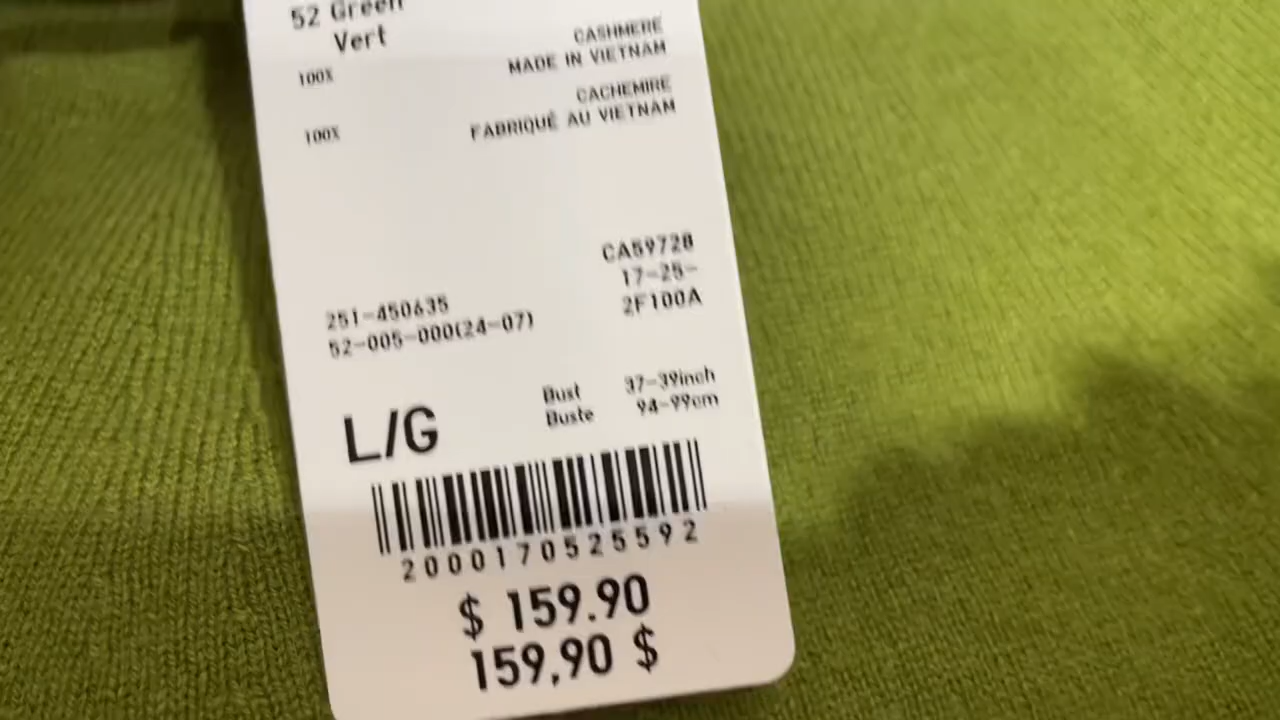 52 Green
Vert
100% CASHMERE
MADE IN VIETNAM
CACHEMIRE
100% FABRIQUÉ AU VIETNAM
CA59728
17-25-
2F100A
251-450635
52-005-000(24-07)
L/G
Bust 37-39inch
Buste 94-99cm
2000170525592
$ 159.90
159,90 $